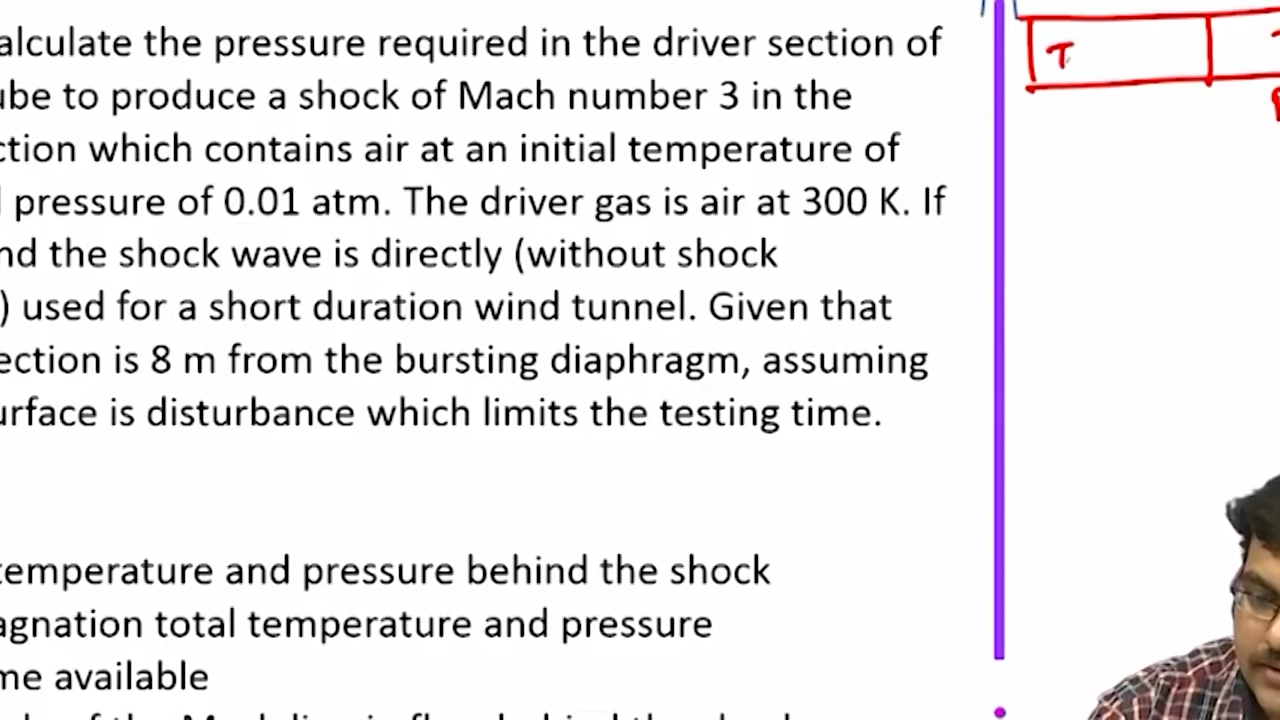 alculate the pressure required in the driver section of
ube to produce a shock of Mach number 3 in the
ction which contains air at an initial temperature of
pressure of 0.01 atm. The driver gas is air at 300 K. If
nd the shock wave is directly (without shock
) used for a short duration wind tunnel. Given that
ection is 8 m from the bursting diaphragm, assuming
urface is disturbance which limits the testing time.
temperature and pressure behind the shock
agnation total temperature and pressure
me available
T